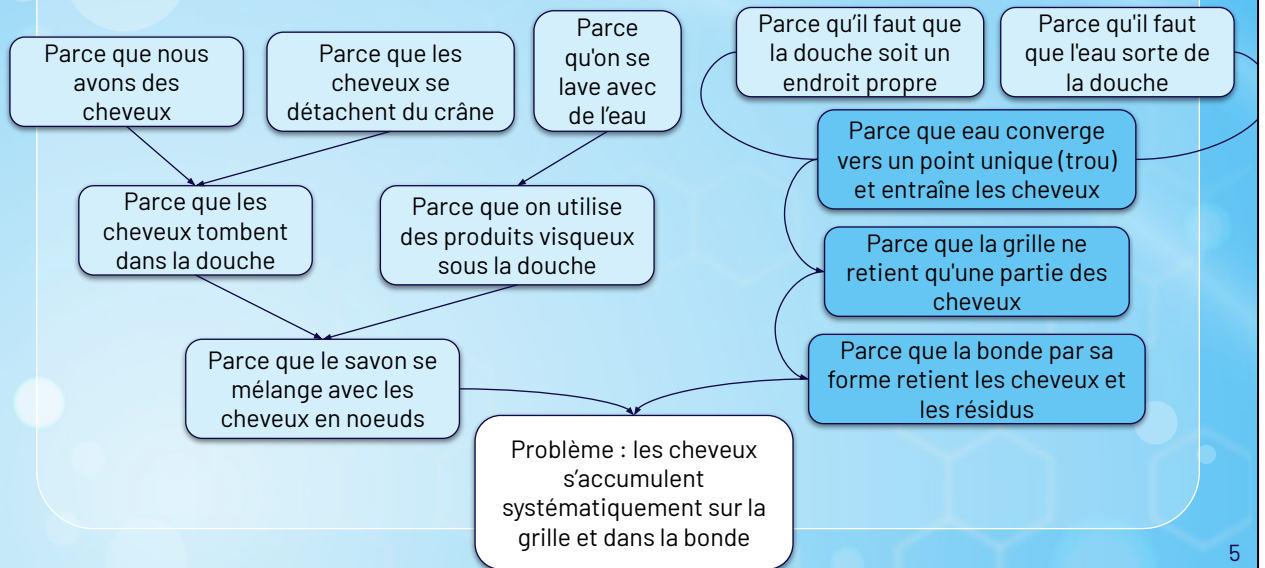 Parce que nous
avons des
cheveux
Parce que les
cheveux se
détachent du crâne
Parce
qu'on se
lave avec
de l’eau
Parce qu’il faut que
la douche soit un
endroit propre
Parce qu'il faut
que l'eau sorte de
la douche
Parce que eau converge
vers un point unique (trou)
et entraîne les cheveux
Parce que les
cheveux tombent
dans la douche
Parce que on utilise
des produits visqueux
sous la douche
Parce que la grille ne
retient qu'une partie des
cheveux
Parce que le savon se
mélange avec les
cheveux en noeuds
Parce que la bonde par sa
forme retient les cheveux et
les résidus
Problème : les cheveux
s’accumulent
systématiquement sur la
grille et dans la bonde
5